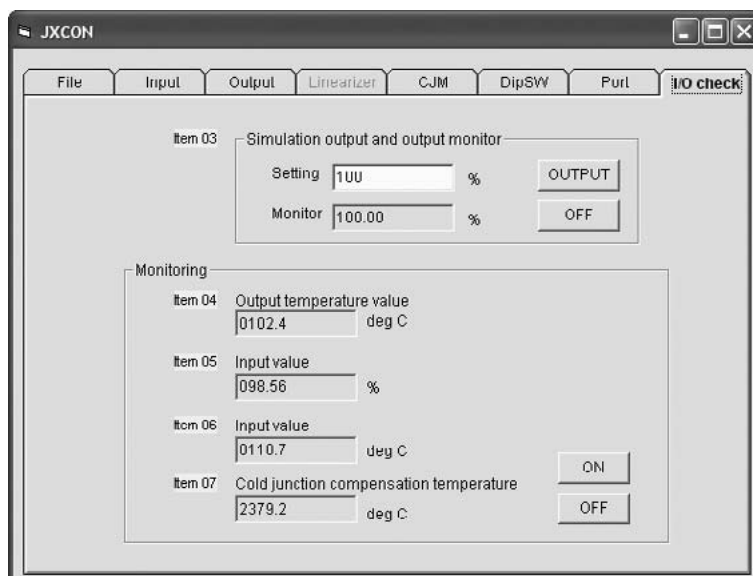 JXCON
File Input Output Linearizer CJM DipSW Port I/O check
Item 03 Simulation output and output monitor
Setting 100 % OUTPUT
Monitor 100.00 % OFF
Monitoring
Item 04 Output temperature value
0102.4 deg C
Item 05 Input value
098.56 %
Item 06 Input value
0110.7 deg C
ON
Item 07 Cold junction compensation temperature
2379.2 deg C OFF